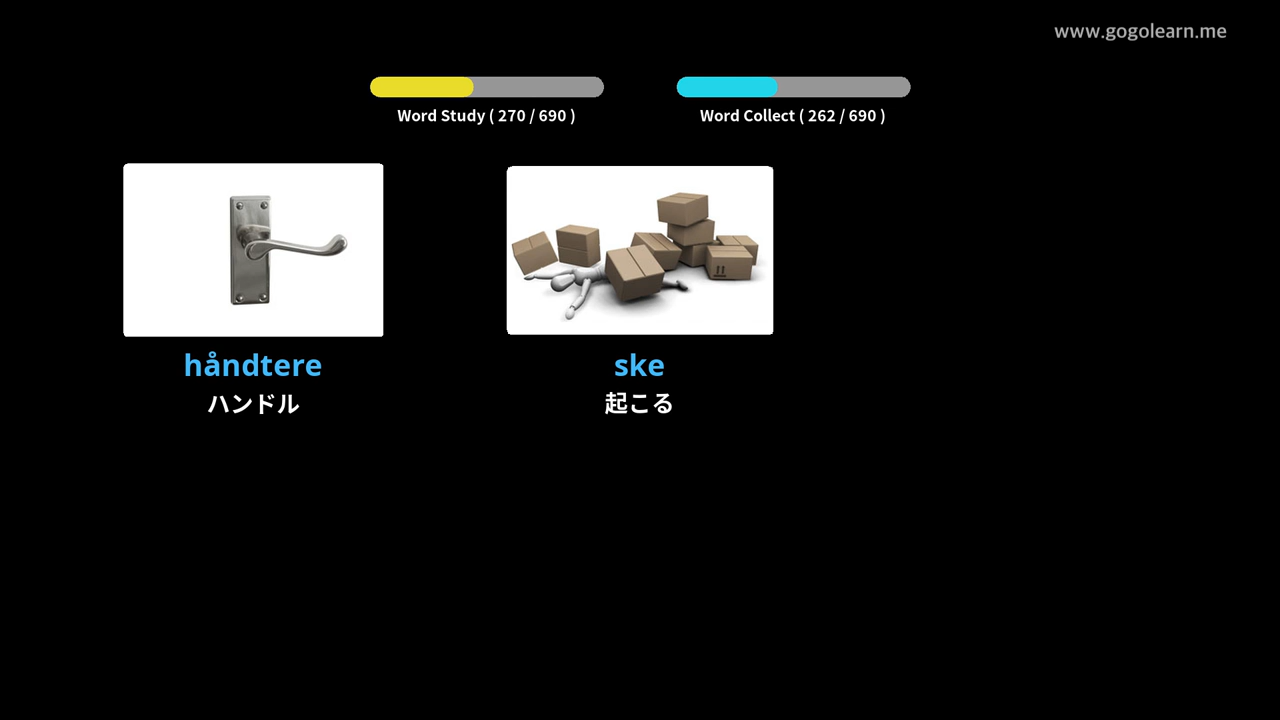 www.gogolearn.me
Word Study ( 270 / 690 )
Word Collect ( 262 / 690 )
håndtere
ハンドル
ske
起こる